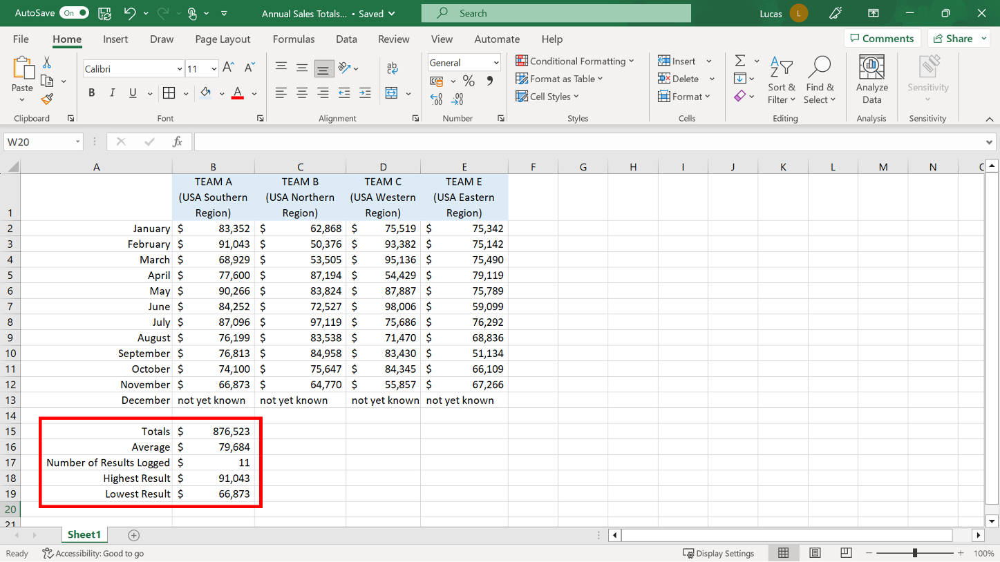 AutoSave On Annual Sales Totals... • Saved Search Lucas L
File Home Insert Draw Page Layout Formulas Data Review View Automate Help Comments Share
Paste Calibri 11 A A ab General Conditional Formatting Insert Sort & Filter Find & Select Analyze Data Sensitivity
B I U A % Format as Table Delete
.00 .00 Cell Styles Format
Clipboard Font Alignment Number Styles Cells Editing Analysis Sensitivity
W20 fx
A B C D E F G H I J K L M N
1 TEAM A (USA Southern Region) TEAM B (USA Northern Region) TEAM C (USA Western Region) TEAM E (USA Eastern Region)
2 January $ 83,352 $ 62,868 $ 75,519 $ 75,342
3 February $ 91,043 $ 50,376 $ 93,382 $ 75,142
4 March $ 68,929 $ 53,505 $ 95,136 $ 75,490
5 April $ 77,600 $ 87,194 $ 54,429 $ 79,119
6 May $ 90,266 $ 83,824 $ 87,887 $ 75,789
7 June $ 84,252 $ 72,527 $ 98,006 $ 59,099
8 July $ 87,096 $ 97,119 $ 75,686 $ 76,292
9 August $ 76,199 $ 83,538 $ 71,470 $ 68,836
10 September $ 76,813 $ 84,958 $ 83,430 $ 51,134
11 October $ 74,100 $ 75,647 $ 84,345 $ 66,109
12 November $ 66,873 $ 64,770 $ 55,857 $ 67,266
13 December not yet known not yet known not yet known not yet known
14
15 Totals $ 876,523
16 Average $ 79,684
17 Number of Results Logged $ 11
18 Highest Result $ 91,043
19 Lowest Result $ 66,873
20
21
Sheet1
Ready Accessibility: Good to go Display Settings 100%